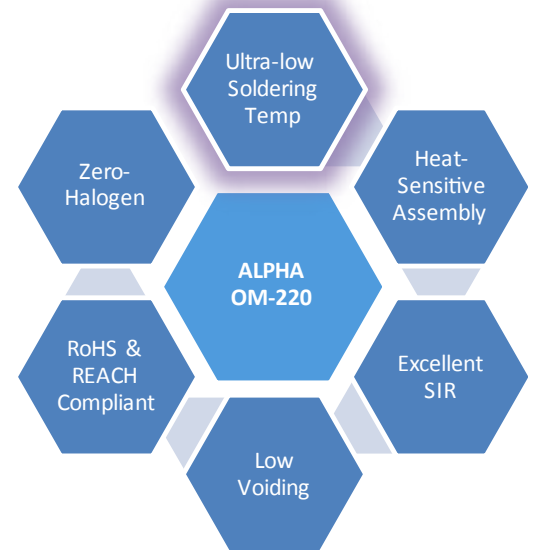 Ultra-low
Soldering
Temp
Heat-
Sensitive
Assembly
Excellent
SIR
Low
Voiding
RoHS &
REACH
Compliant
Zero-
Halogen
ALPHA
OM-220